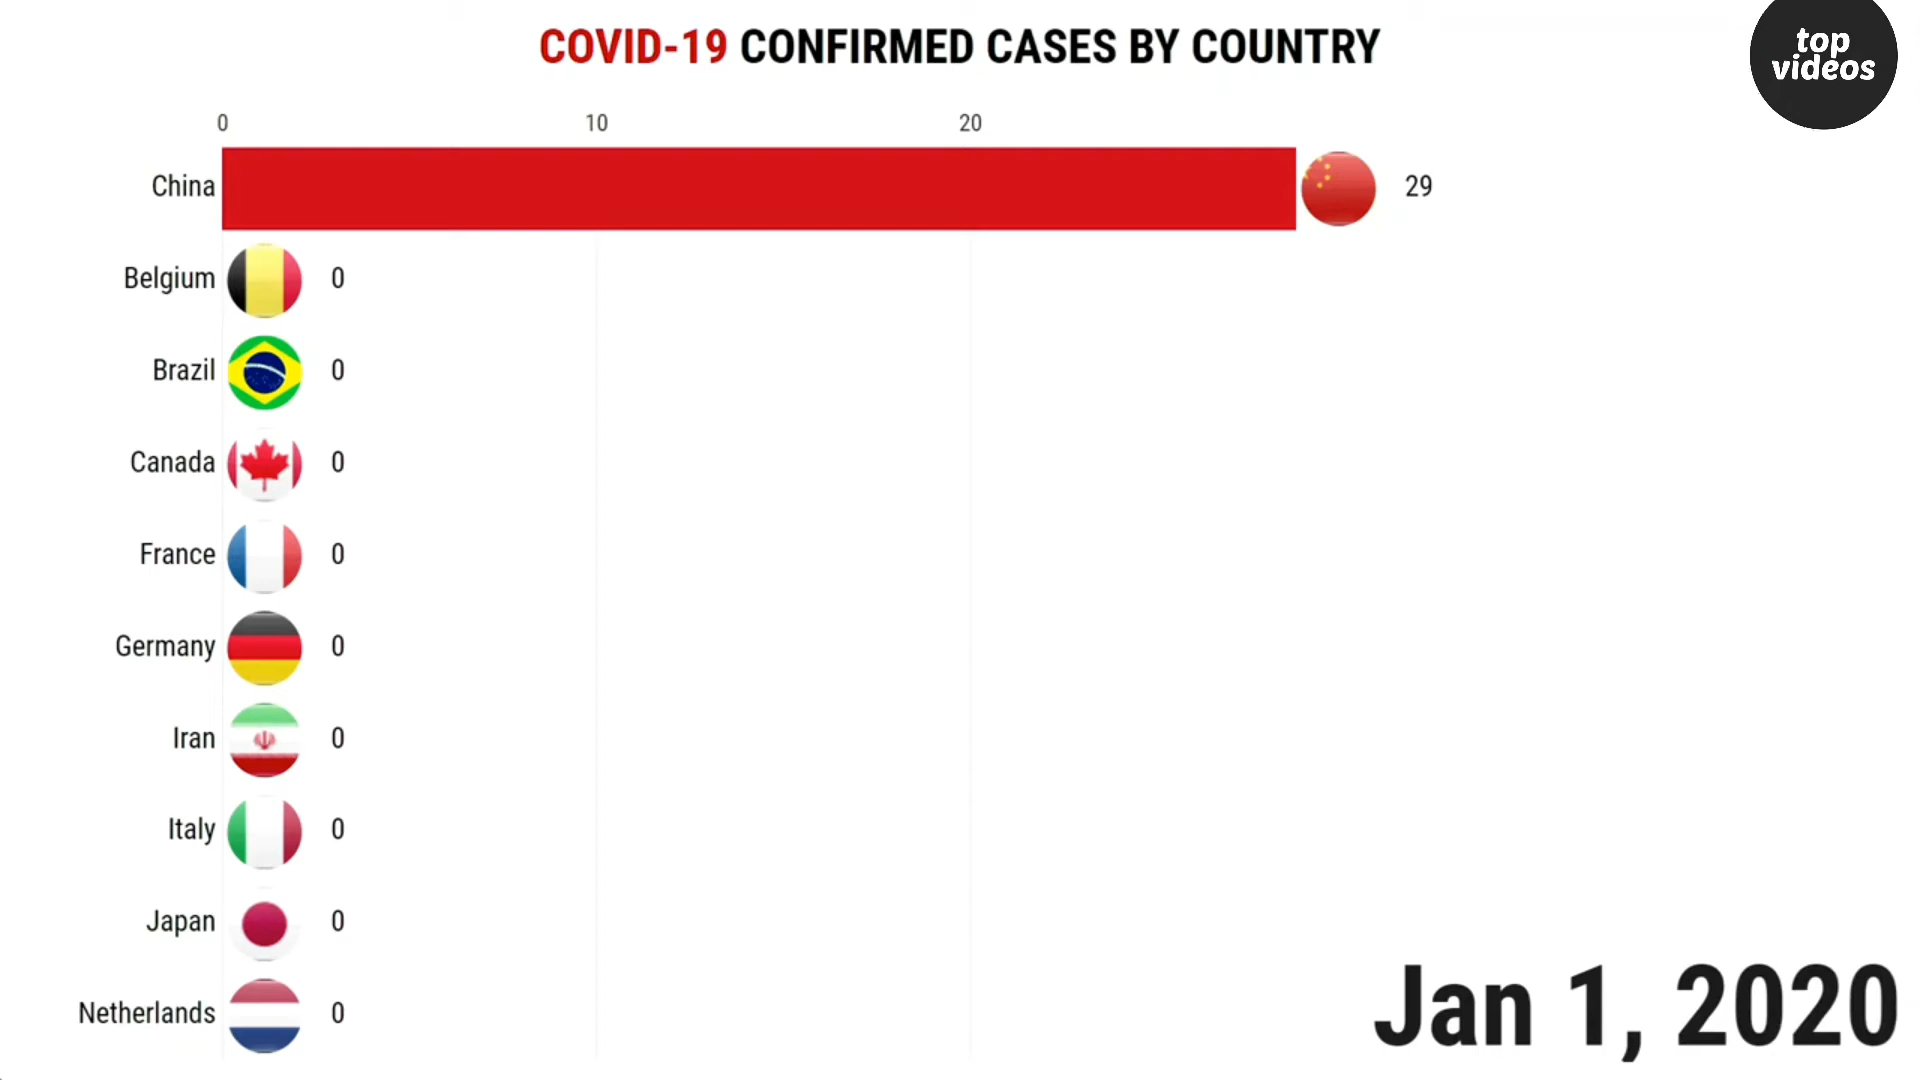 COVID-19 CONFIRMED CASES BY COUNTRY
top
videos
0 10 20
China 29
Belgium 0
Brazil 0
Canada 0
France 0
Germany 0
Iran 0
Italy 0
Japan 0
Netherlands 0
Jan 1, 2020